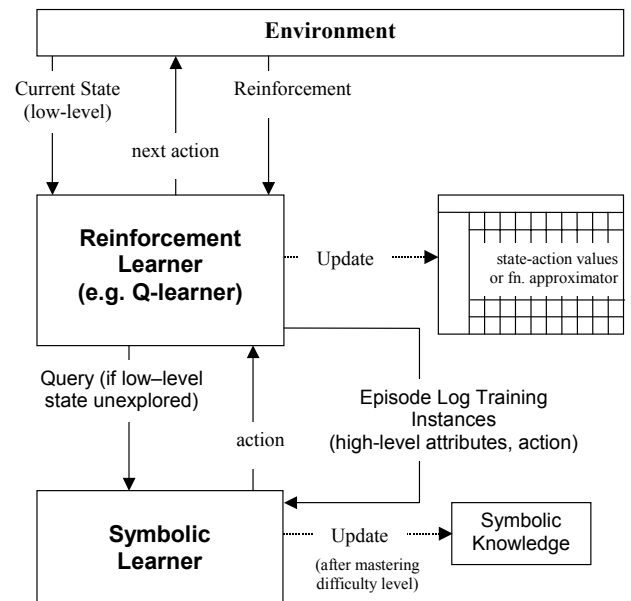 Environment
Current State
(low-level)
Reinforcement
next action
Reinforcement
Learner
(e.g. Q-learner)
Update
state-action values
or fn. approximator
Query (if low–level
state unexplored)
action
Episode Log Training
Instances
(high-level attributes, action)
Symbolic
Learner
Update
(after mastering
difficulty level)
Symbolic
Knowledge